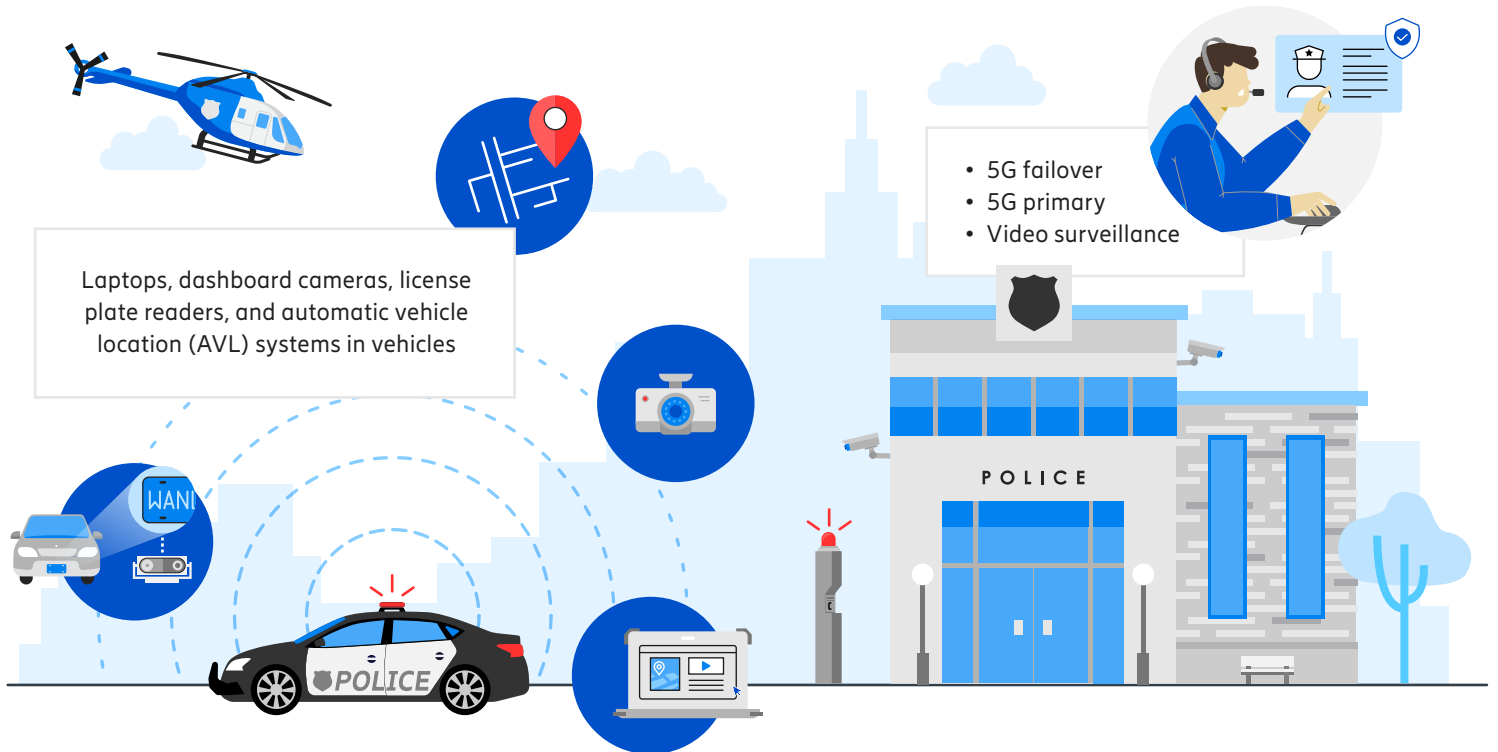 Laptops, dashboard cameras, license
plate readers, and automatic vehicle
location (AVL) systems in vehicles
• 5G failover
• 5G primary
• Video surveillance
WANL
POLICE
POLICE